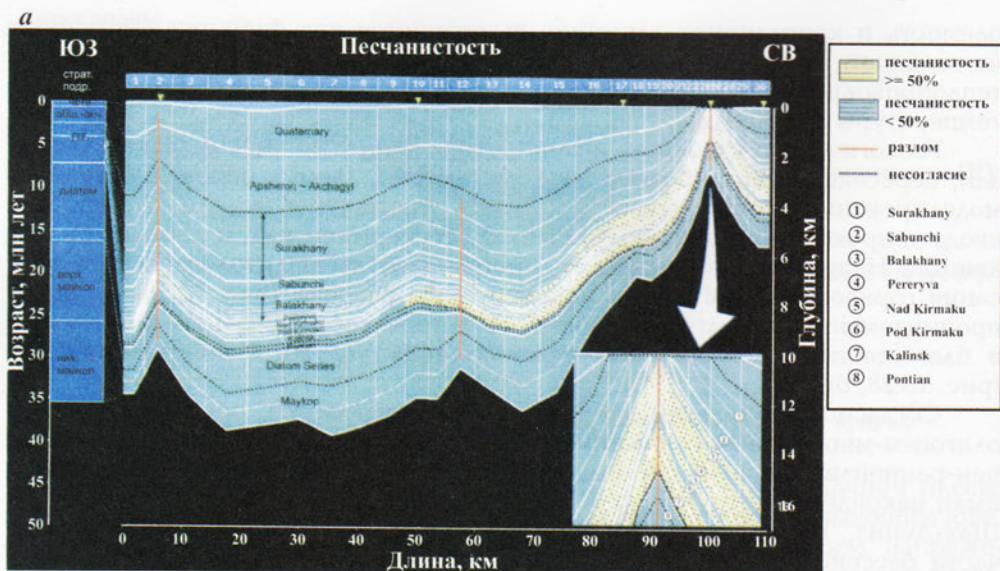 а
Песчанистость
ЮЗ
СВ
страт.
подр.
1 2 3 4 5 6 7 8 9 10 11 12 13 14 15 16 17 18 19 20
диатом
верх.
майкоп
майкоп
Возраст, млн лет
0
5
10
15
20
25
30
35
40
45
50
Quaternary
Apsheron ~ Akchagyl
Surakhany
Sabunchi
Balakhany
Diatom Series
Maykop
Глубина, км
0
2
4
6
8
10
12
14
16
0 10 20 30 40 50 60 70 80 90 100 110
Длина, км
песчанистость
>= 50%
песчанистость
< 50%
разлом
несогласие
① Surakhany
② Sabunchi
③ Balakhany
④ Pereryva
⑤ Nad Kirmaku
⑥ Pod Kirmaku
⑦ Kalinsk
⑧ Pontian